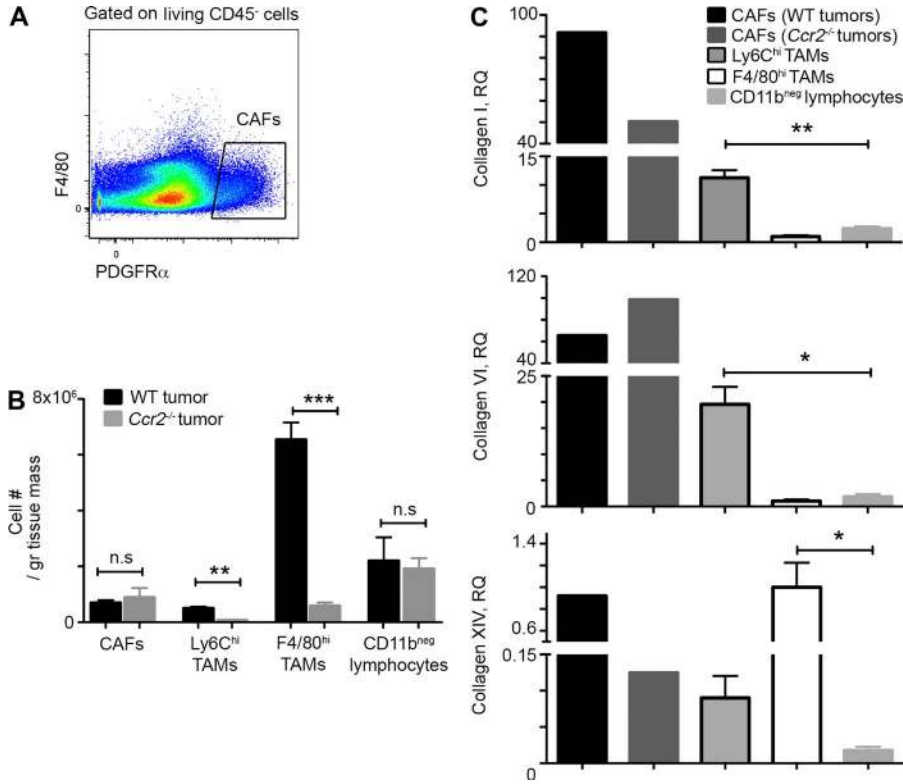 A
Gated on living CD45⁻ cells
CAFs
F4/80
0
0
PDGFRα
B
8x10⁶
WT tumor
Ccr2⁻/⁻ tumor
Cell #
/ gr tissue mass
0
n.s
**
***
n.s
CAFs
Ly6Cʰⁱ
TAMs
F4/80ʰⁱ
TAMs
CD11bⁿᵉᵍ
lymphocytes
C
CAFs (WT tumors)
CAFs (Ccr2⁻/⁻ tumors)
Ly6Cʰⁱ TAMs
F4/80ʰⁱ TAMs
CD11bⁿᵉᵍ lymphocytes
Collagen I, RQ
100
40
15
0
**
Collagen VI, RQ
120
40
25
0
*
Collagen XIV, RQ
1.4
0.6
0.15
0
*